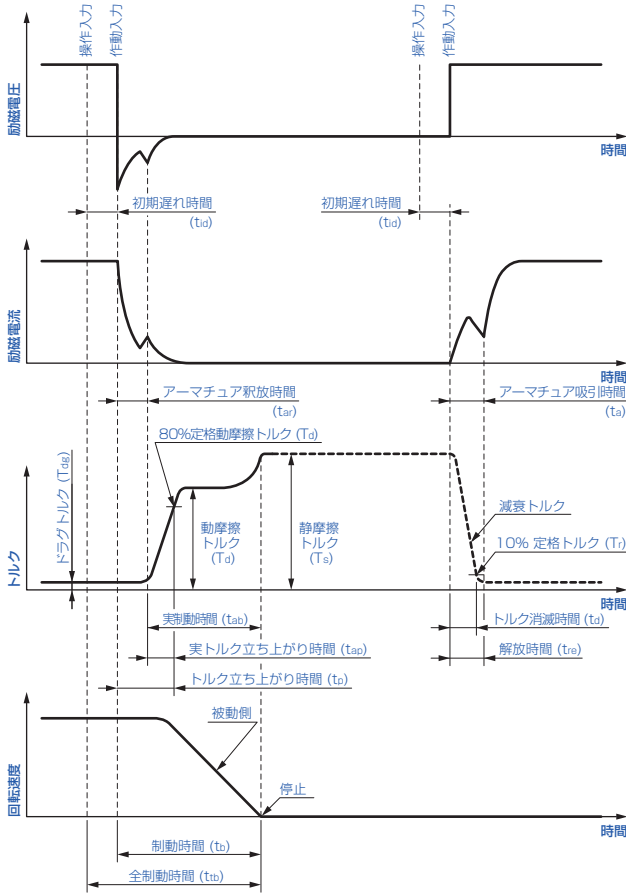 操作入力
作動入力
操作入力
作動入力
励磁電圧
時間
初期遅れ時間
(tid)
初期遅れ時間
(tid)
励磁電流
時間
アーマチュア釈放時間
(tar)
アーマチュア吸引時間
(ta)
80%定格動摩擦トルク (Td)
ドラグトルク (Tdg)
動摩擦
トルク
(Td)
静摩擦
トルク
(Ts)
減衰トルク
10% 定格トルク (Tr)
トルク
時間
実制動時間 (tab)
トルク消滅時間 (td)
実トルク立ち上がり時間 (tap)
解放時間 (tre)
トルク立ち上がり時間 (tp)
被動側
停止
回転速度
時間
制動時間 (tb)
全制動時間 (ttb)